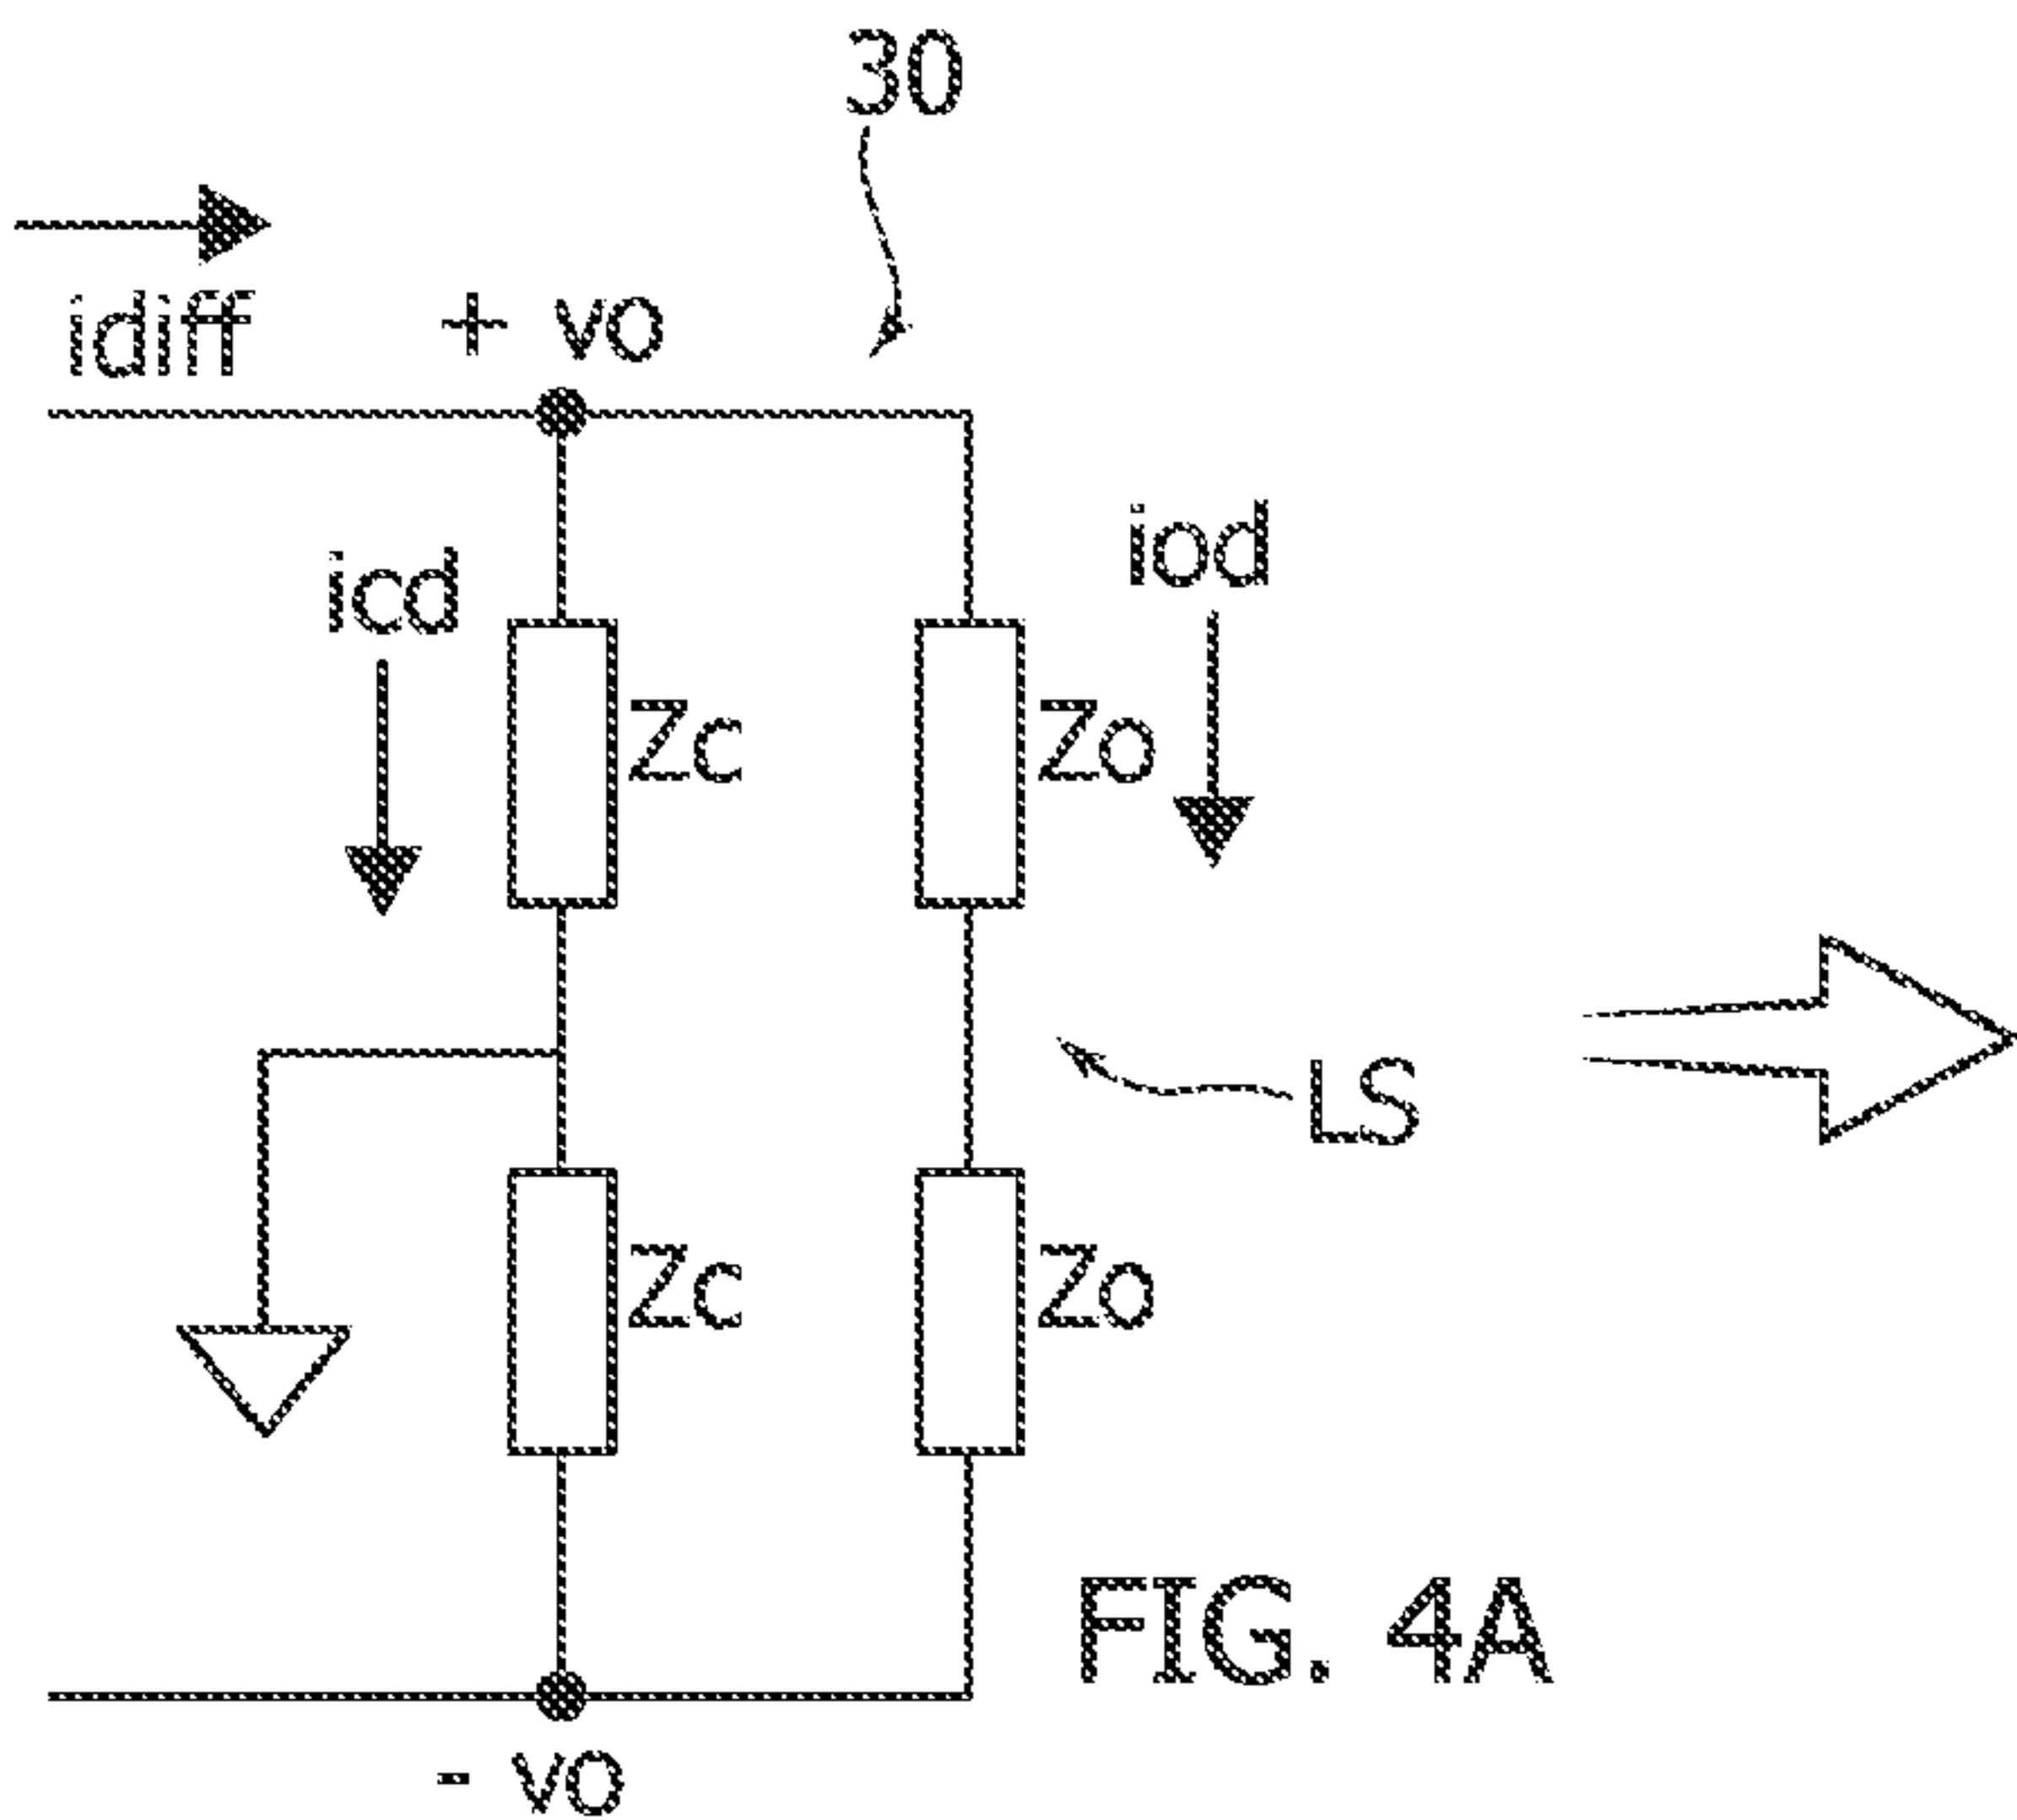 30
idiff
+ vo
icd
iod
Zc
Zo
LS
Zc
Zo
FIG. 4A
- vo